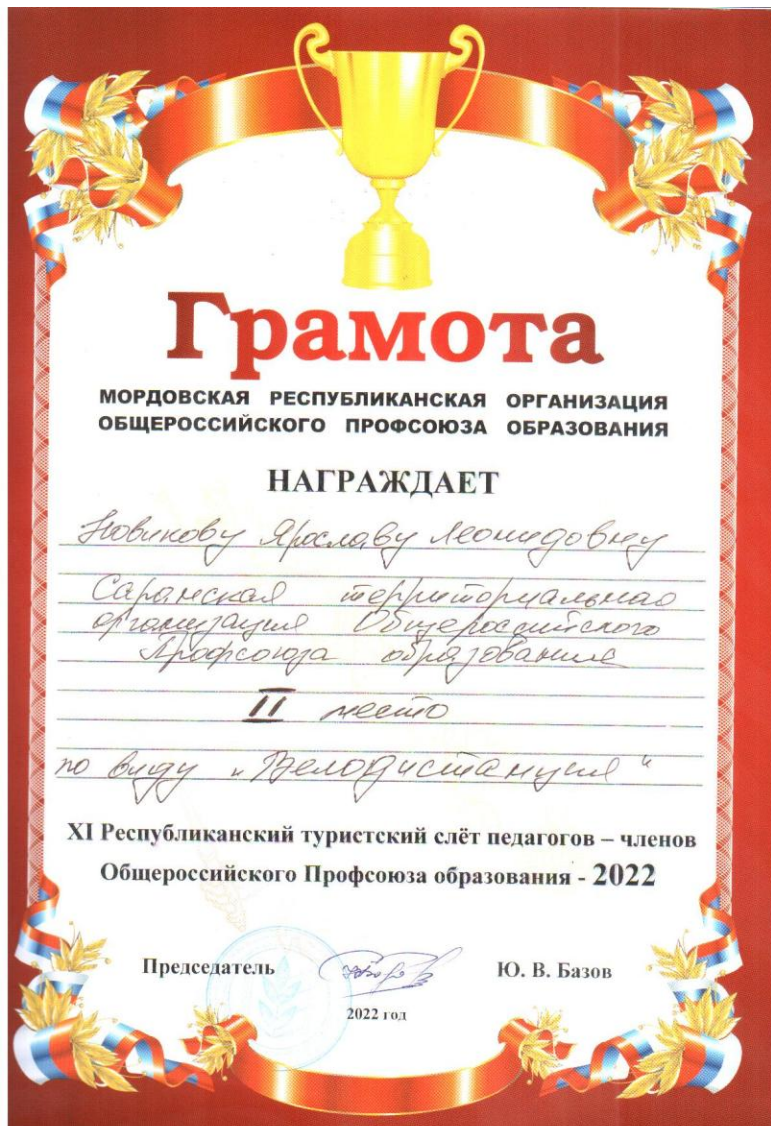 Грамота
МОРДОВСКАЯ РЕСПУБЛИКАНСКАЯ ОРГАНИЗАЦИЯ
ОБЩЕРОССИЙСКОГО ПРОФСОЮЗА ОБРАЗОВАНИЯ
НАГРАЖДАЕТ
Новикову Ярославу Леонидовну
Саранская территориальная
организация Общероссийского
Профсоюза образования
II место
по виду „Велодистанция“
XI Республиканский туристский слёт педагогов – членов
Общероссийского Профсоюза образования - 2022
Председатель Ю. В. Базов
2022 год